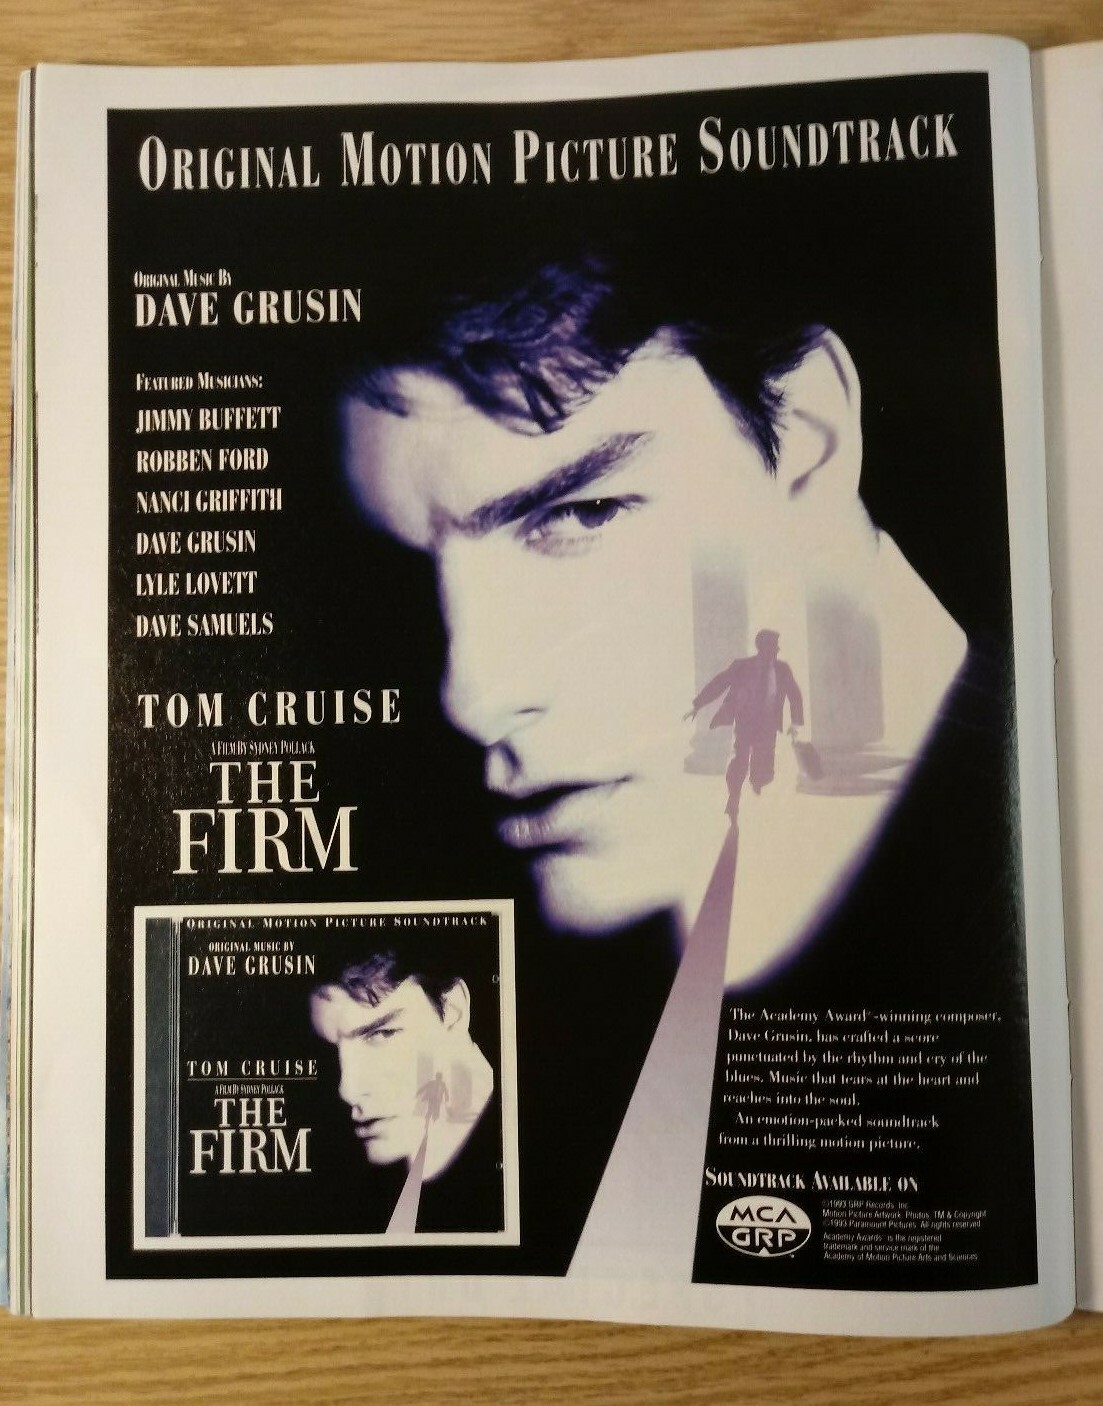 ORIGINAL MOTION PICTURE SOUNDTRACK
ORIGINAL MUSIC BY
DAVE GRUSIN
FEATURED MUSICIANS:
JIMMY BUFFETT
ROBBEN FORD
NANCI GRIFFITH
DAVE GRUSIN
LYLE LOVETT
DAVE SAMUELS
TOM CRUISE
A FILM BY SYDNEY POLLACK
THE
FIRM
ORIGINAL MOTION PICTURE SOUNDTRACK
ORIGINAL MUSIC BY
DAVE GRUSIN
TOM CRUISE
A FILM BY SYDNEY POLLACK
THE
FIRM
The Academy Award®-winning composer,
Dave Grusin, has crafted a score
punctuated by the rhythm and cry of the
blues. Music that tears at the heart and
reaches into the soul.
An emotion-packed soundtrack
from a thrilling motion picture.
SOUNDTRACK AVAILABLE ON
MCA
GRP
©1993 GRP Records, Inc.
Motion Picture Artwork, Photos, TM & Copyright
©1993 Paramount Pictures. All rights reserved
Academy Awards® is the registered
trademark and service mark of the
Academy of Motion Picture Arts and Sciences